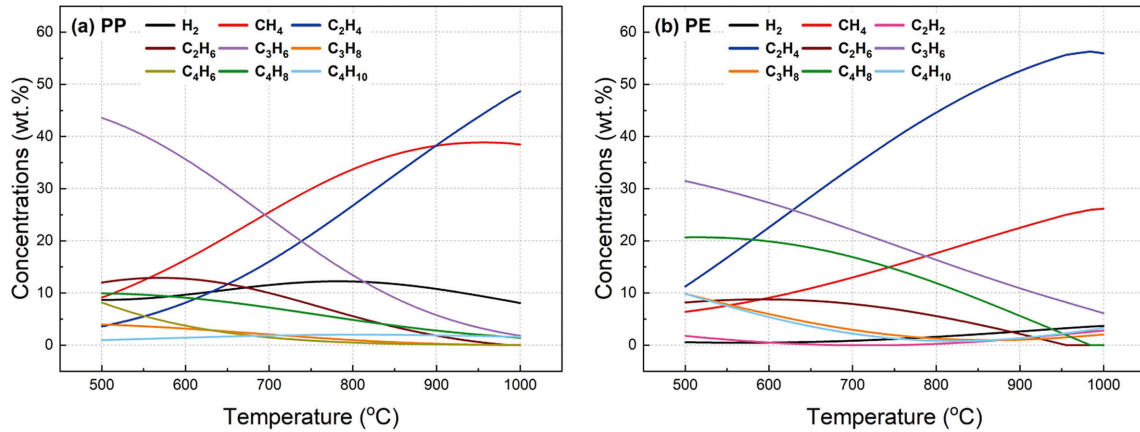 (a) PP
H₂ CH₄ C₂H₄
C₂H₆ C₃H₆ C₃H₈
C₄H₆ C₄H₈ C₄H₁₀
Concentrations (wt.%)
60
50
40
30
20
10
0
500 600 700 800 900 1000
Temperature (°C)
(b) PE
H₂ CH₄ C₂H₂
C₂H₄ C₂H₆ C₃H₆
C₃H₈ C₄H₈ C₄H₁₀
Concentrations (wt.%)
60
50
40
30
20
10
0
500 600 700 800 900 1000
Temperature (°C)